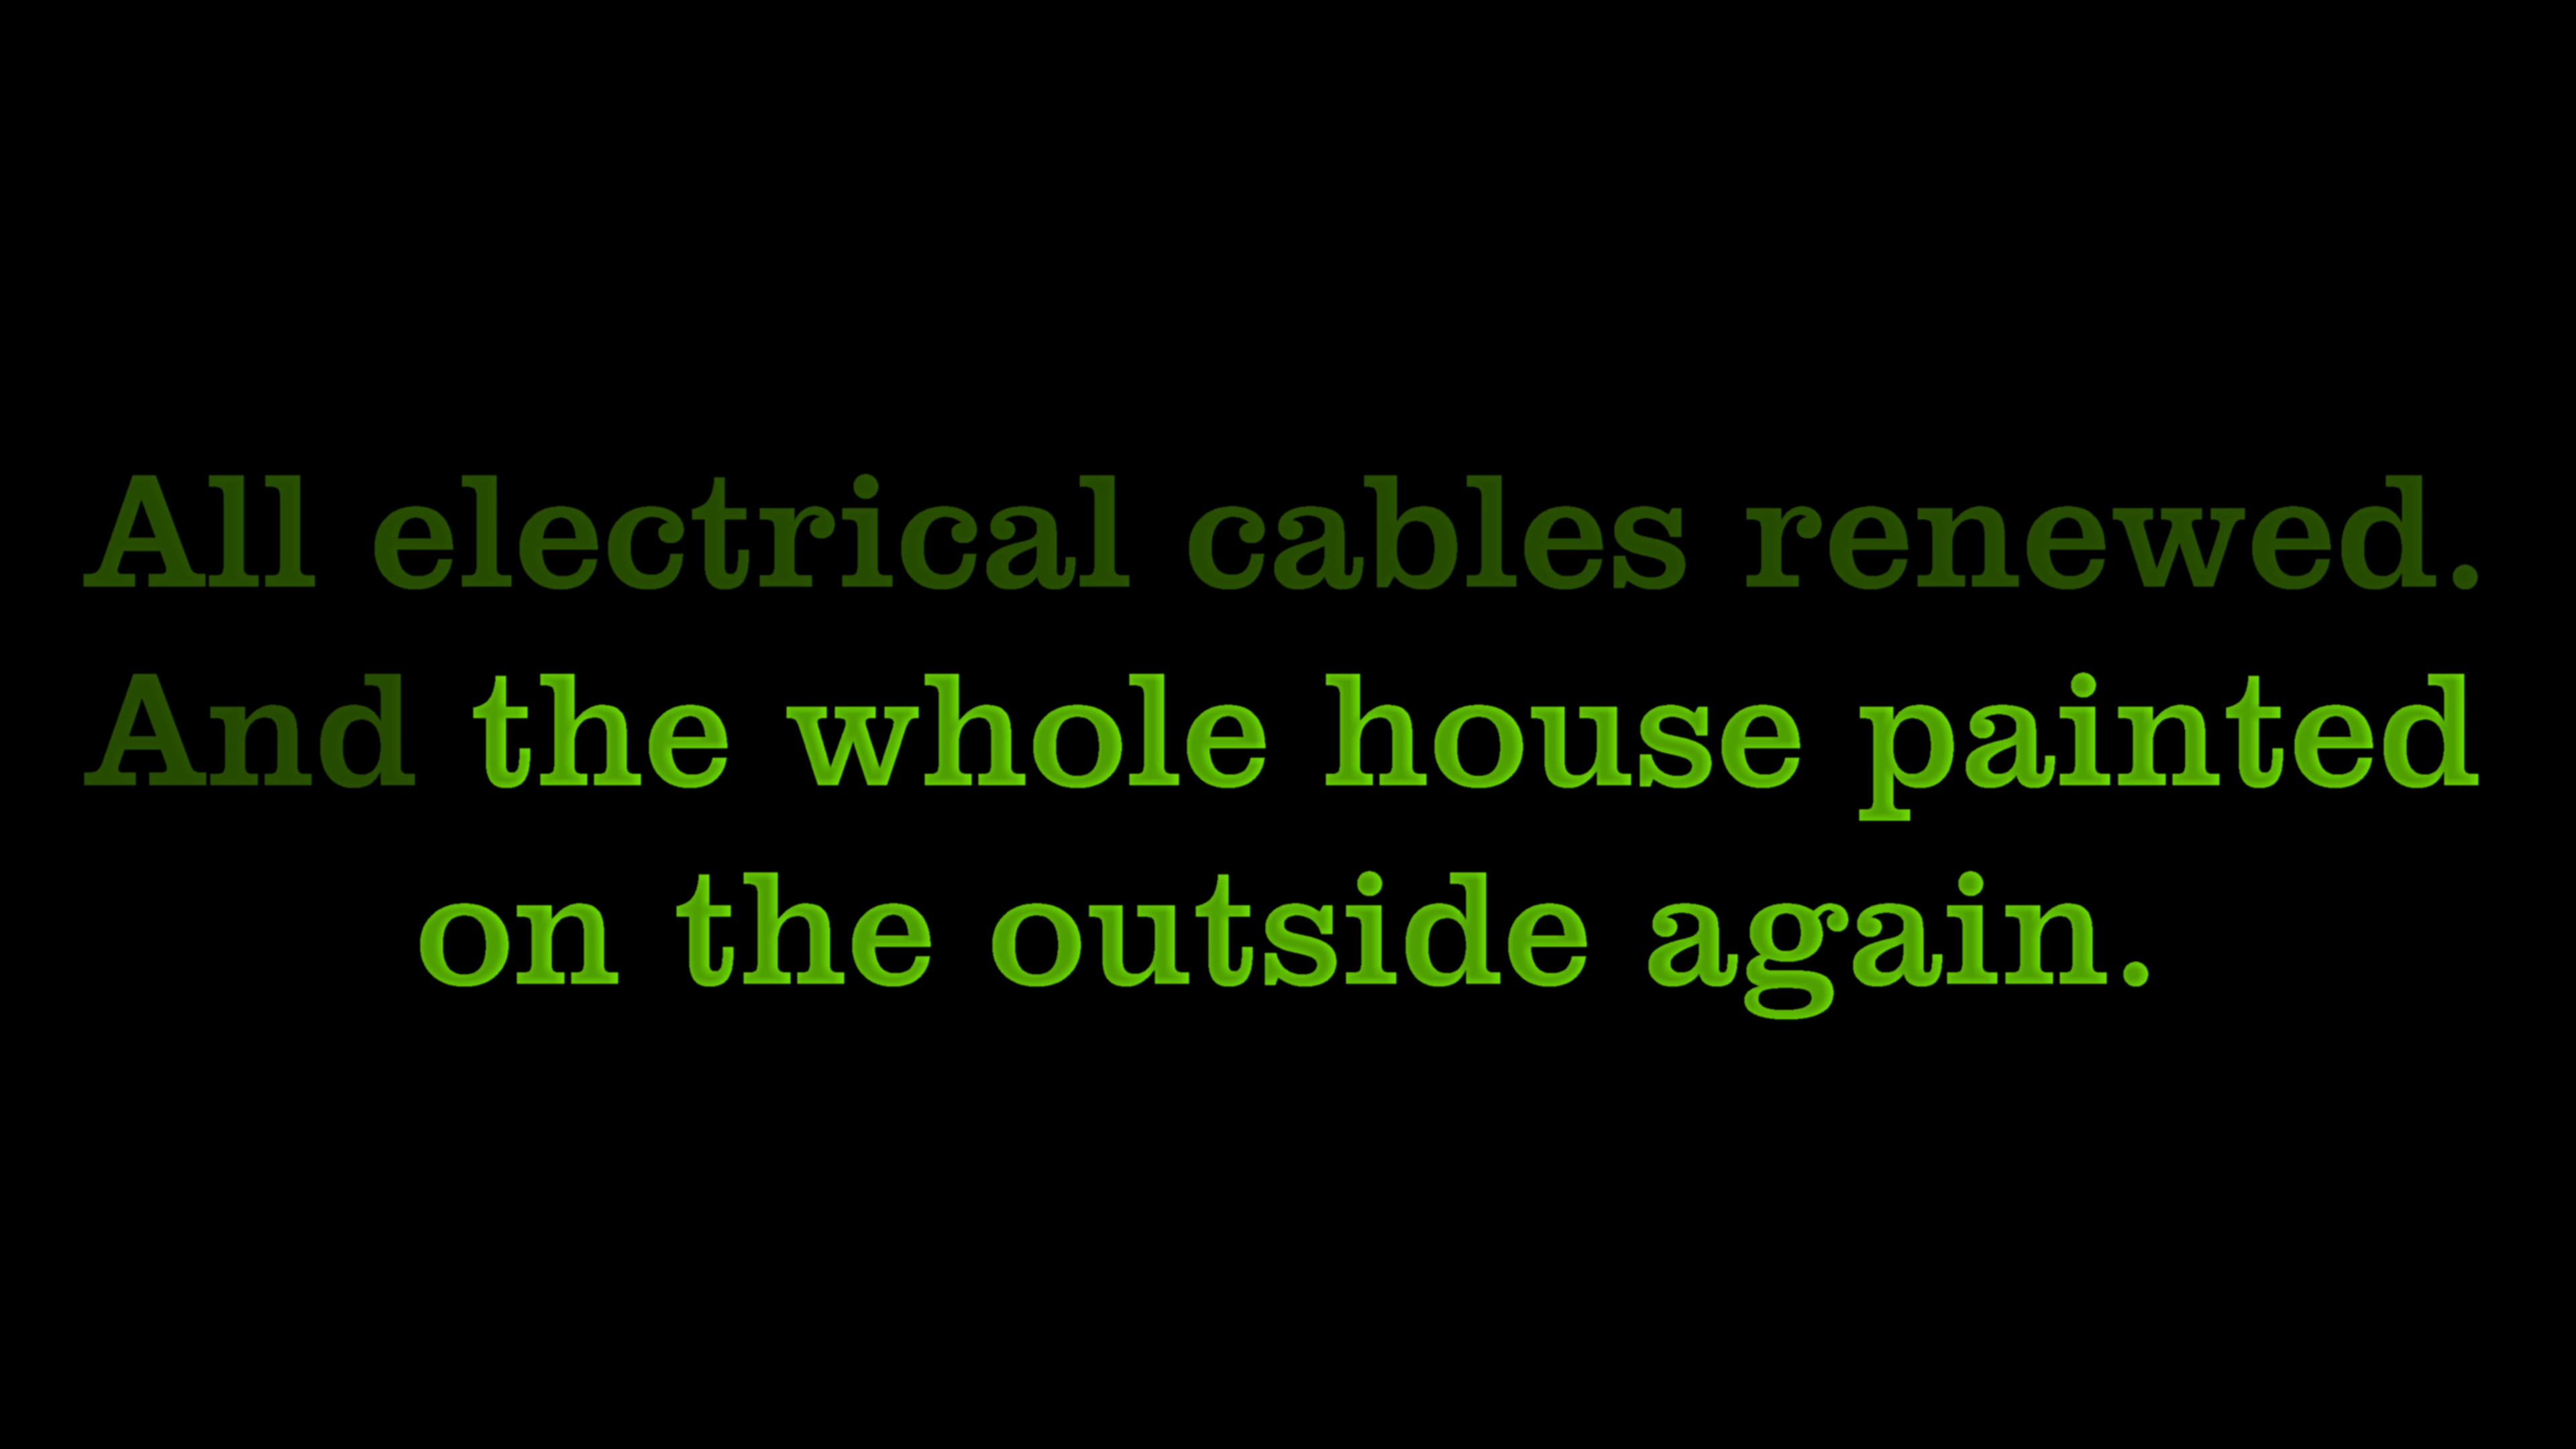 All electrical cables renewed.
And the whole house painted
on the outside again.